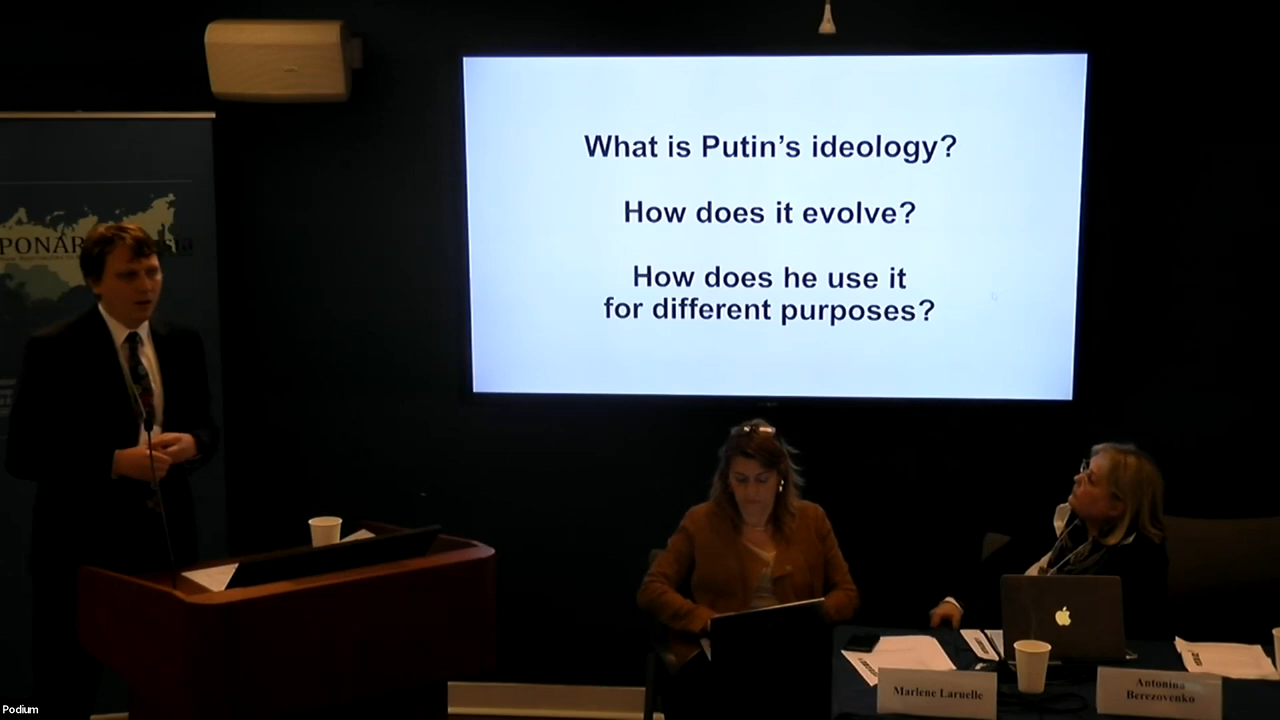 What is Putin's ideology?
How does it evolve?
How does he use it
for different purposes?
PONAR
Marlene Laruelle
Antonina
Berezovenko
Podium